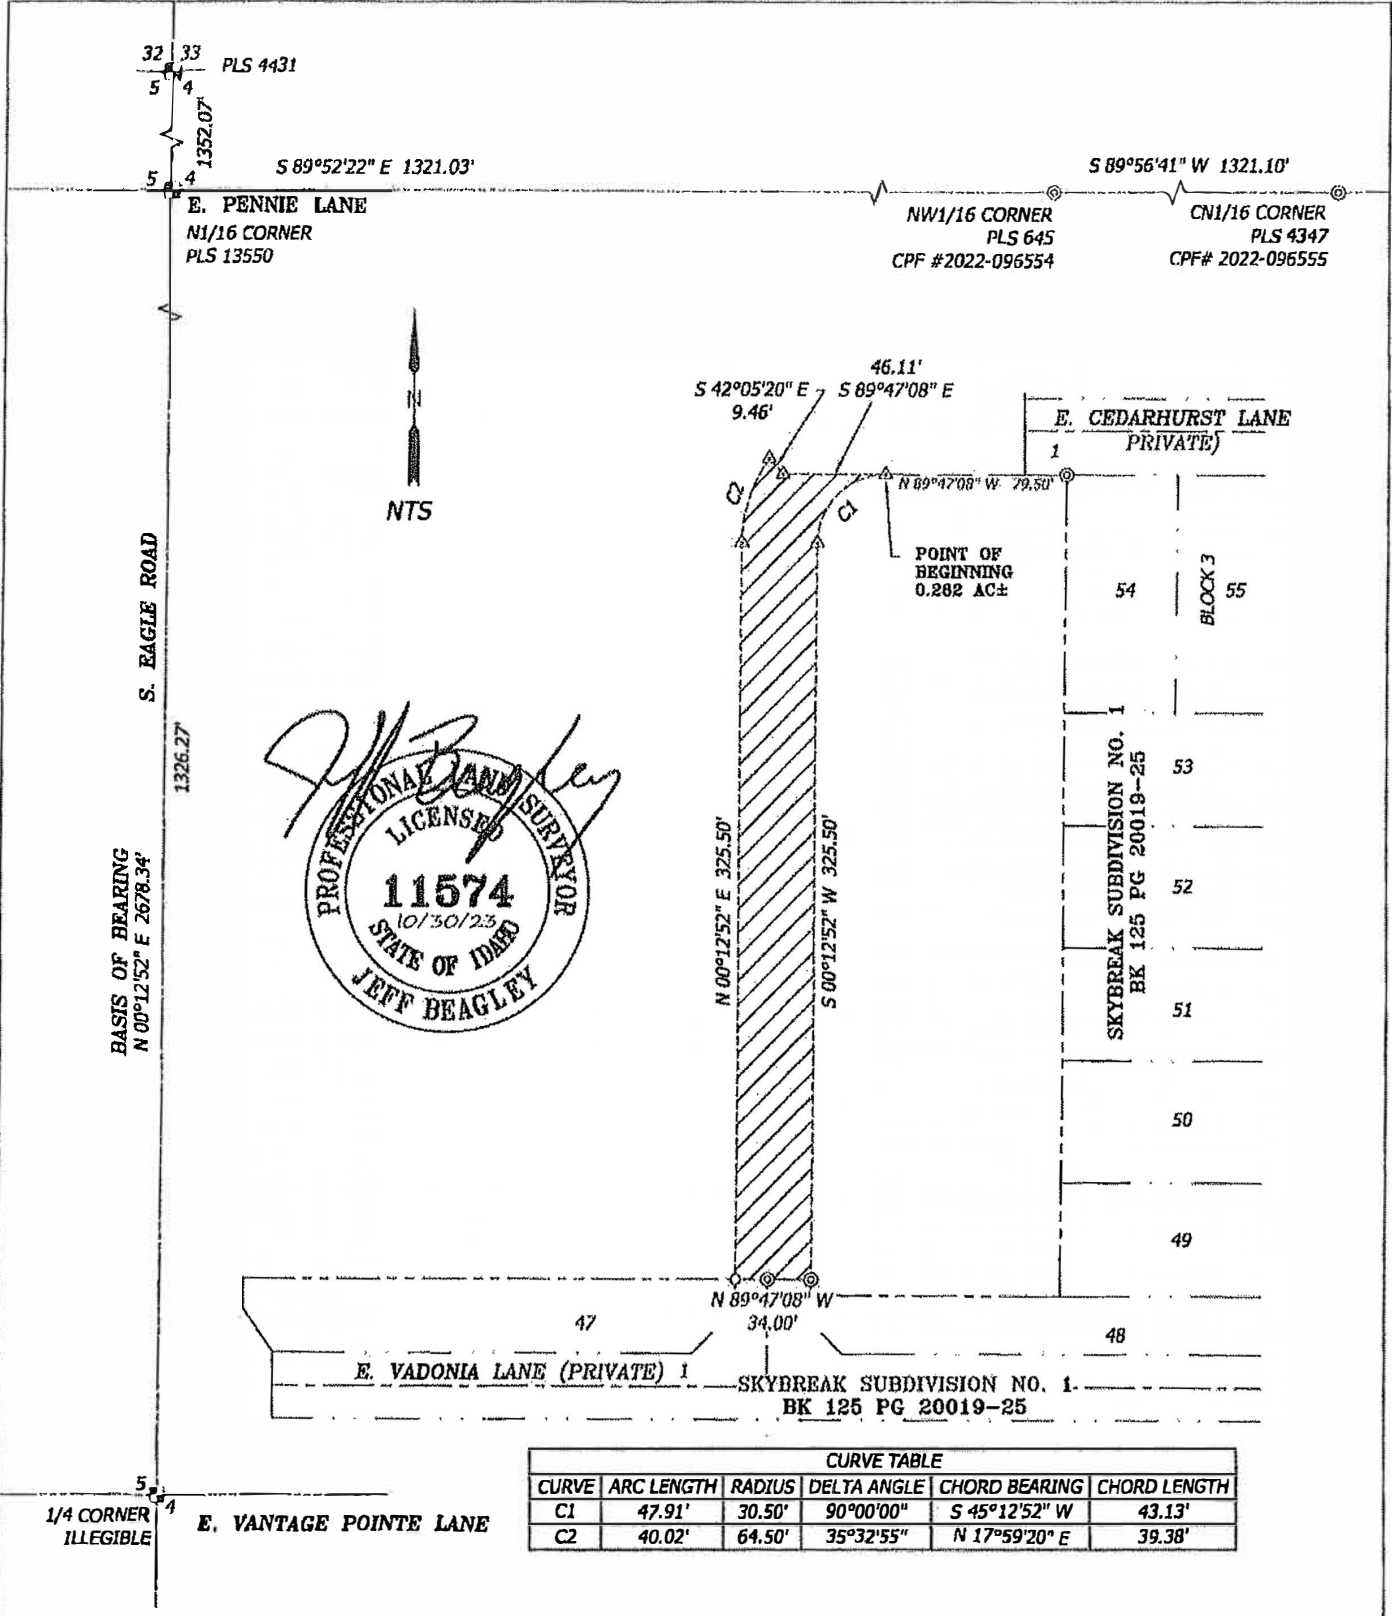 32 33
PLS 4431
5 4
1352.07'
S 89°52'22" E 1321.03'
S 89°56'41" W 1321.10'
5 4
E. PENNIE LANE
N1/16 CORNER
PLS 13550
NW1/16 CORNER
PLS 645
CPF #2022-096554
CN1/16 CORNER
PLS 4347
CPF# 2022-096555
N
NTS
46.11'
S 42°05'20" E
S 89°47'08" E
9.46'
E. CEDARHURST LANE
PRIVATE)
1
N 89°47'08" W 79.50'
C2
C1
POINT OF
BEGINNING
0.282 AC±
54
BLOCK 3
55
S. EAGLE ROAD
1326.27'
BASIS OF BEARING
N 00°12'52" E 2678.34'
PROFESSIONAL LAND SURVEYOR
LICENSED
11574
10/30/23
STATE OF IDAHO
JEFF BEAGLEY
N 00°12'52" E 325.50'
S 00°12'52" W 325.50'
SKYBREAK SUBDIVISION NO. 1
BK 125 PG 20019-25
53
52
51
50
49
N 89°47'08" W
34.00'
47
48
E. VADONIA LANE (PRIVATE) 1
SKYBREAK SUBDIVISION NO. 1
BK 125 PG 20019-25
5
4
1/4 CORNER
ILLEGIBLE
E. VANTAGE POINTE LANE
CURVE TABLE
CURVE ARC LENGTH RADIUS DELTA ANGLE CHORD BEARING CHORD LENGTH
C1 47.91' 30.50' 90°00'00" S 45°12'52" W 43.13'
C2 40.02' 64.50' 35°32'55" N 17°59'20" E 39.38'